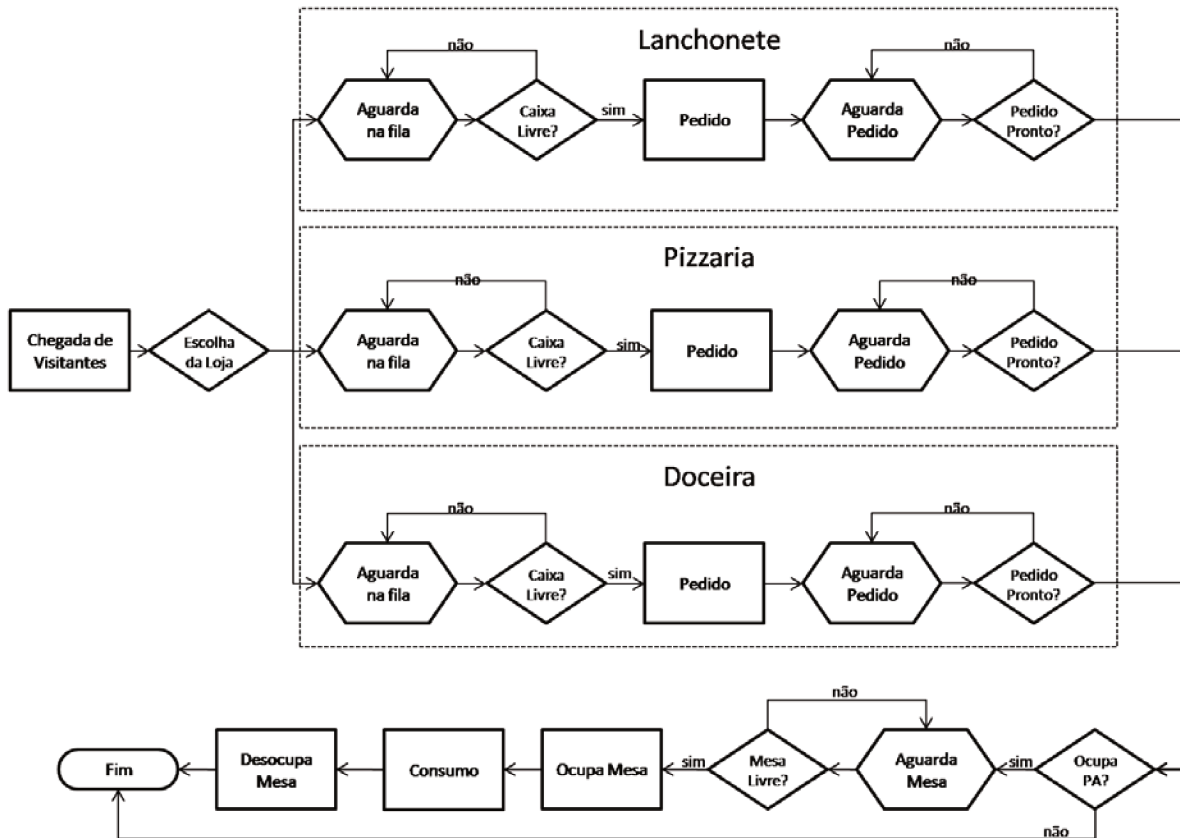 Lanchonete
não
não
Aguarda
na fila
Caixa
Livre?
sim
Pedido
Aguarda
Pedido
Pedido
Pronto?
Pizzaria
não
não
Chegada de
Visitantes
Escolha
da Loja
Aguarda
na fila
Caixa
Livre?
sim
Pedido
Aguarda
Pedido
Pedido
Pronto?
Doceira
não
não
Aguarda
na fila
Caixa
Livre?
sim
Pedido
Aguarda
Pedido
Pedido
Pronto?
não
Fim
Desocupa
Mesa
Consumo
Ocupa Mesa
sim
Mesa
Livre?
Aguarda
Mesa
sim
Ocupa
PA?
não